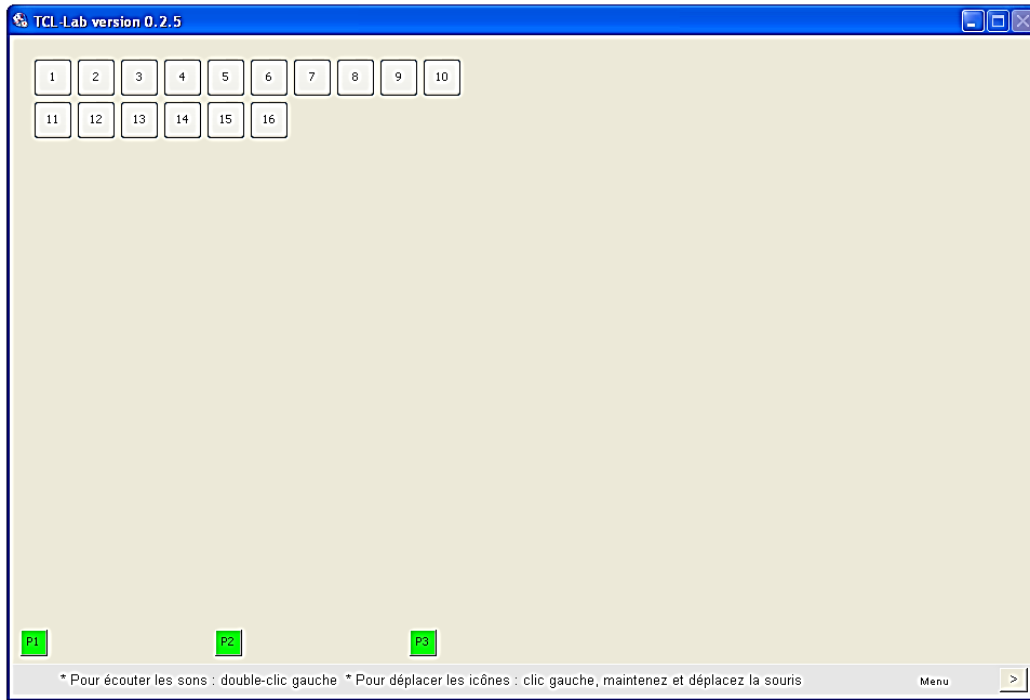 TCL-Lab version 0.2.5
1 2 3 4 5 6 7 8 9 10
11 12 13 14 15 16
P1 P2 P3
* Pour écouter les sons : double-clic gauche * Pour déplacer les icônes : clic gauche, maintenez et déplacez la souris Menu >